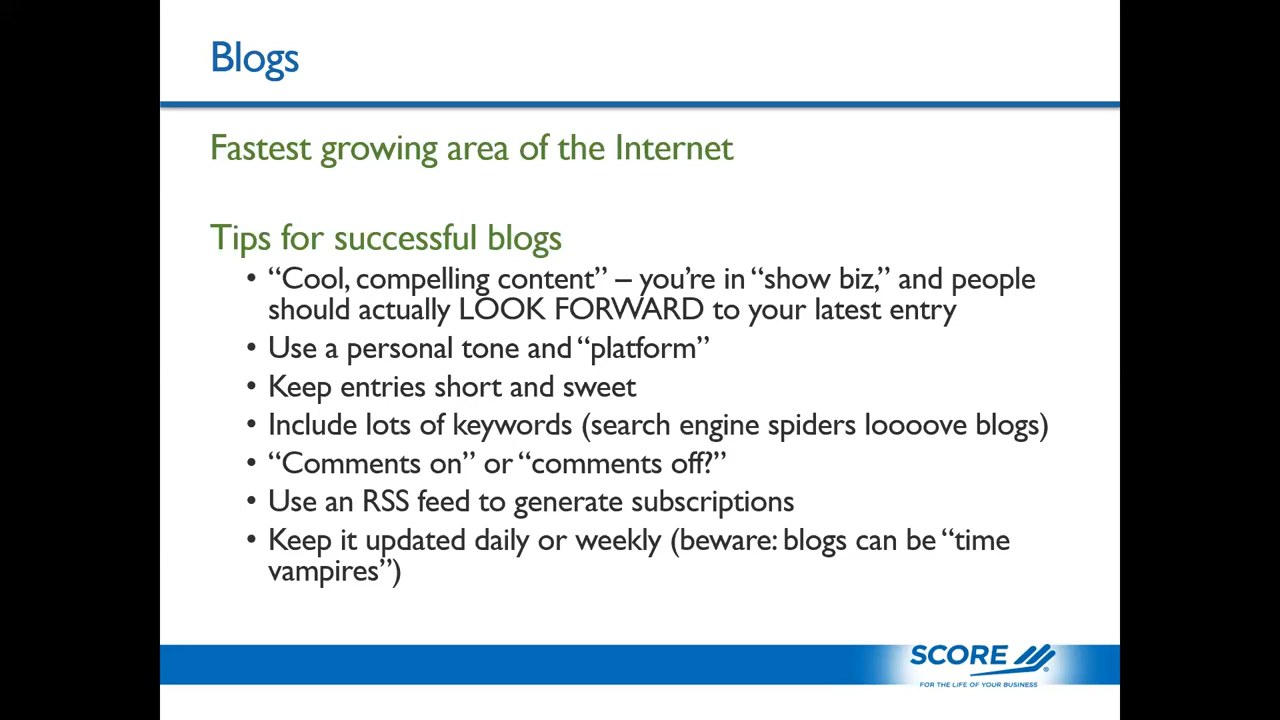 Blogs
Fastest growing area of the Internet
Tips for successful blogs
• “Cool, compelling content” – you’re in “show biz,” and people
should actually LOOK FORWARD to your latest entry
• Use a personal tone and “platform”
• Keep entries short and sweet
• Include lots of keywords (search engine spiders loooove blogs)
• “Comments on” or “comments off?”
• Use an RSS feed to generate subscriptions
• Keep it updated daily or weekly (beware: blogs can be “time
vampires”)
SCORE
®
FOR THE LIFE OF YOUR BUSINESS